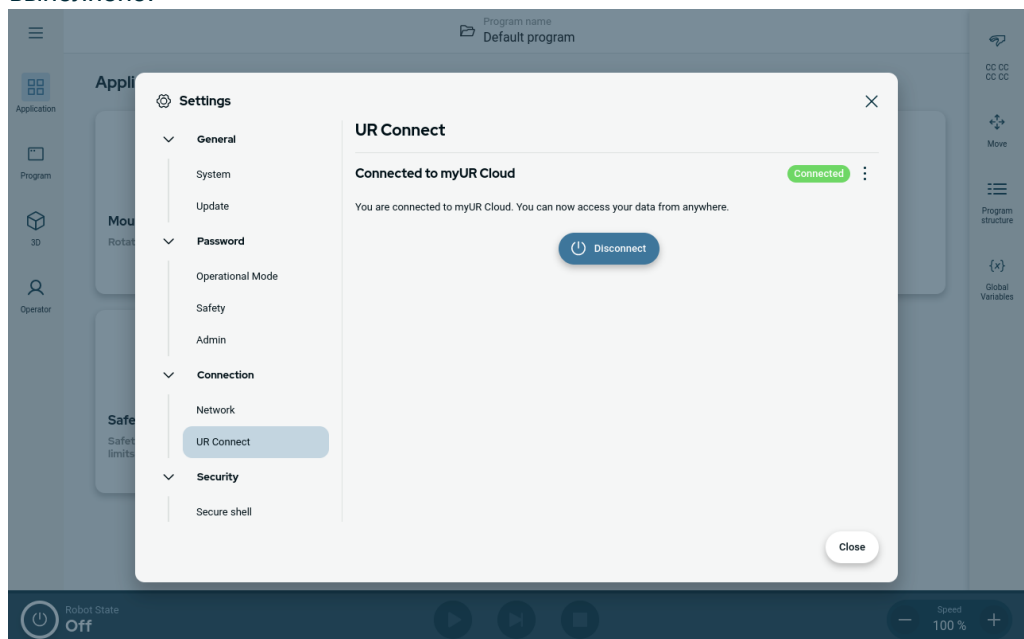 Program name
Default program
CC CC
CC CC
Appli
Application
Settings
General
UR Connect
Move
System
Connected to myUR Cloud
Connected
Program
Update
You are connected to myUR Cloud. You can now access your data from anywhere.
Program
structure
Mou
Rotat
Password
3D
Disconnect
Operational Mode
{x}
Global
Variables
Operator
Safety
Admin
Connection
Network
Safe
Safet
limits
UR Connect
Security
Secure shell
Close
Robot State
Off
Speed
100 %